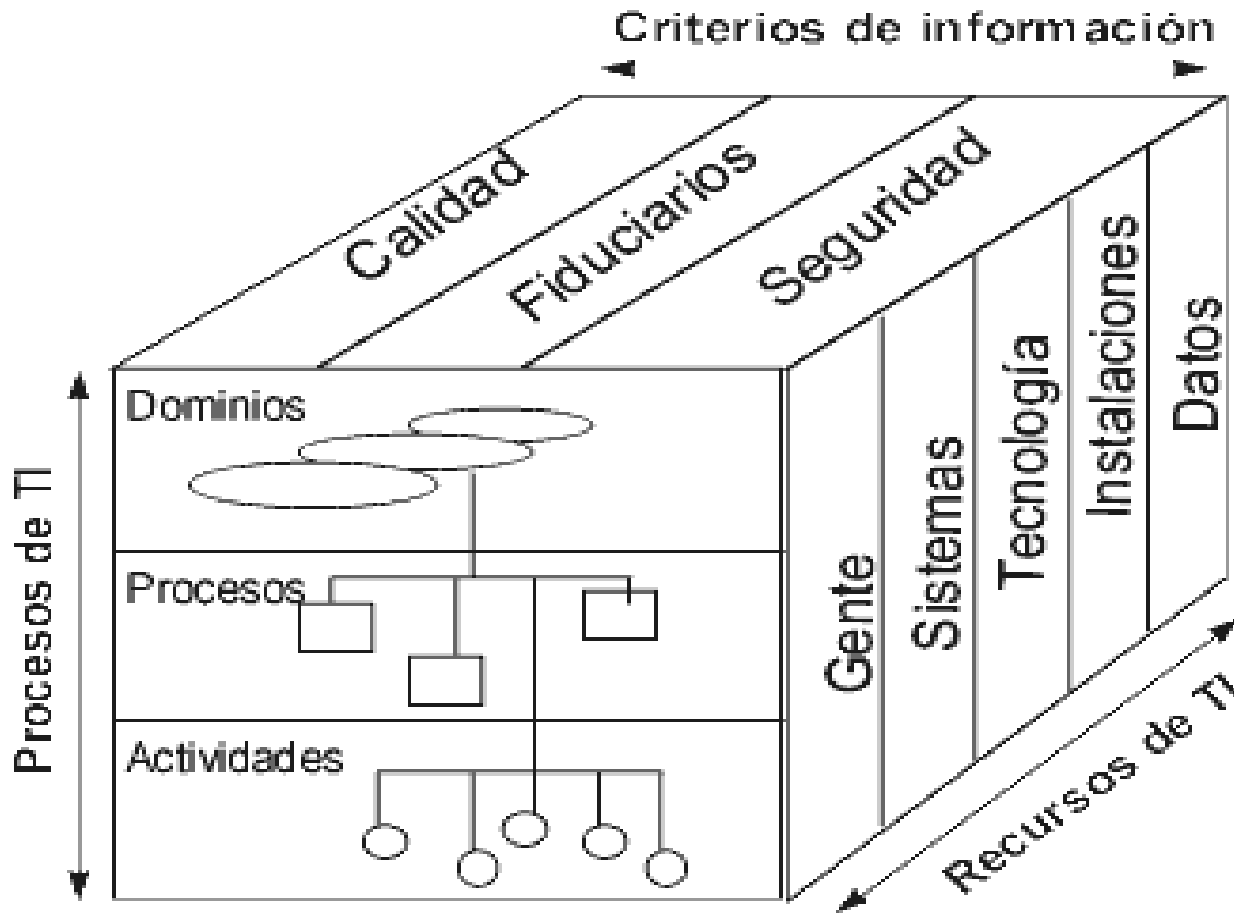 Criterios de información
Calidad
Fiduciarios
Seguridad
Procesos de TI
Dominios
Procesos
Actividades
Gente
Sistemas
Tecnología
Instalaciones
Datos
Recursos de TI